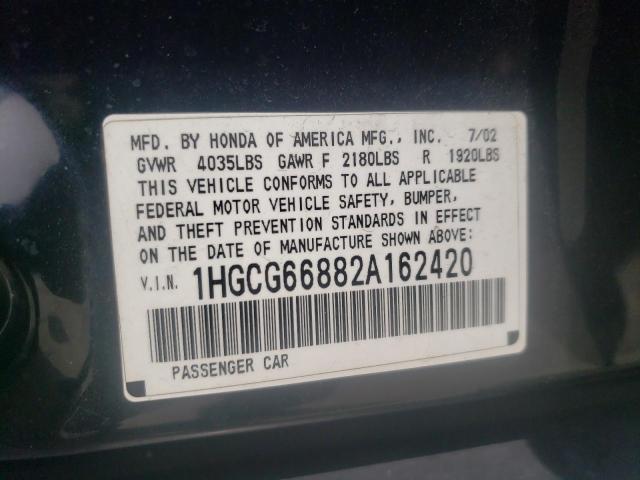 MFD. BY HONDA OF AMERICA MFG., INC. 7/02
GVWR 4035LBS GAWR F 2180LBS R 1920LBS
THIS VEHICLE CONFORMS TO ALL APPLICABLE
FEDERAL MOTOR VEHICLE SAFETY, BUMPER,
AND THEFT PREVENTION STANDARDS IN EFFECT
ON THE DATE OF MANUFACTURE SHOWN ABOVE:
V.I.N. 1HGCG66882A162420
PASSENGER CAR